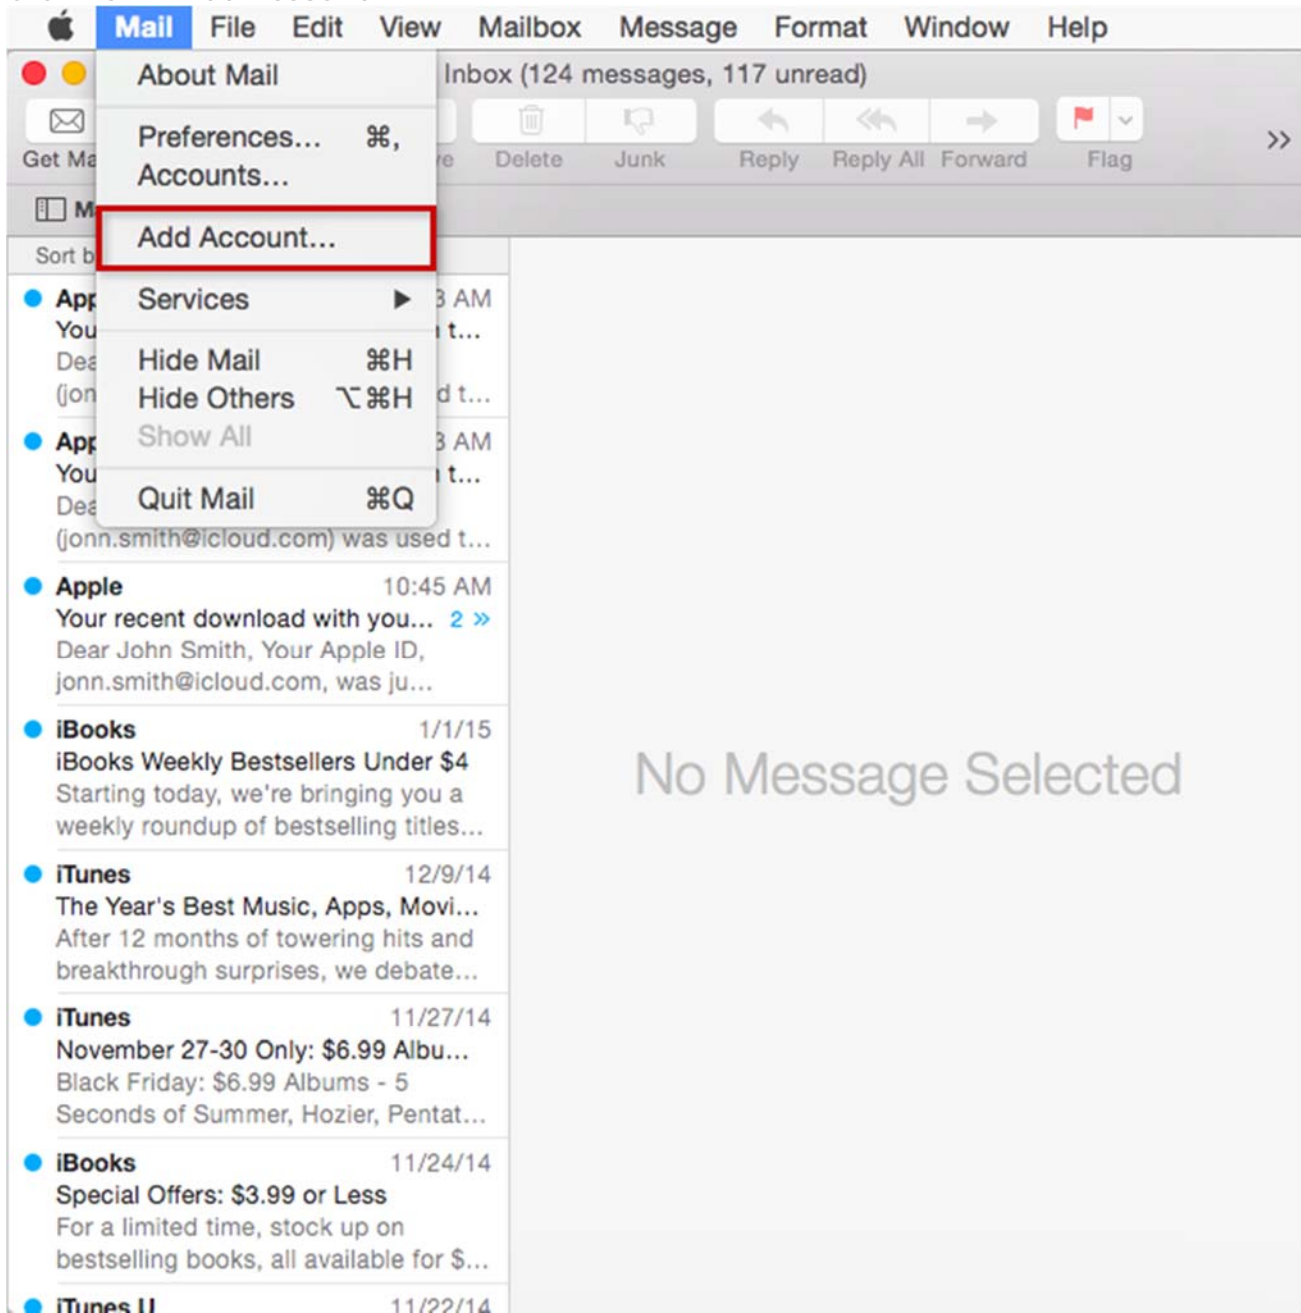 Mail File Edit View Mailbox Message Format Window Help
Inbox (124 messages, 117 unread)
About Mail
Preferences... ⌘,
Accounts...
Add Account...
Services ▶
Hide Mail ⌘H
Hide Others ⌥⌘H
Show All
Quit Mail ⌘Q
Get Delete Junk Reply Reply All Forward Flag
Sort
AM
t...
d t...
AM
t...
(jonn.smith@icloud.com) was used t...
Apple 10:45 AM
Your recent download with you... 2 »
Dear John Smith, Your Apple ID,
jonn.smith@icloud.com, was ju...
iBooks 1/1/15
iBooks Weekly Bestsellers Under $4
Starting today, we're bringing you a
weekly roundup of bestselling titles...
iTunes 12/9/14
The Year's Best Music, Apps, Movi...
After 12 months of towering hits and
breakthrough surprises, we debate...
iTunes 11/27/14
November 27-30 Only: $6.99 Albu...
Black Friday: $6.99 Albums - 5
Seconds of Summer, Hozier, Pentat...
iBooks 11/24/14
Special Offers: $3.99 or Less
For a limited time, stock up on
bestselling books, all available for $...
iTunes U 11/22/14
No Message Selected